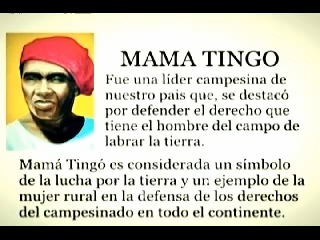 MAMA TINGO
Fue una líder campesina de
nuestro pais que, se destacó
por defender el derecho que
tiene el hombre del campo de
labrar la tierra.
Mamá Tingó es considerada un símbolo
de la lucha por la tierra y un ejemplo de la
mujer rural en la defensa de los derechos
del campesinado en todo el continente.